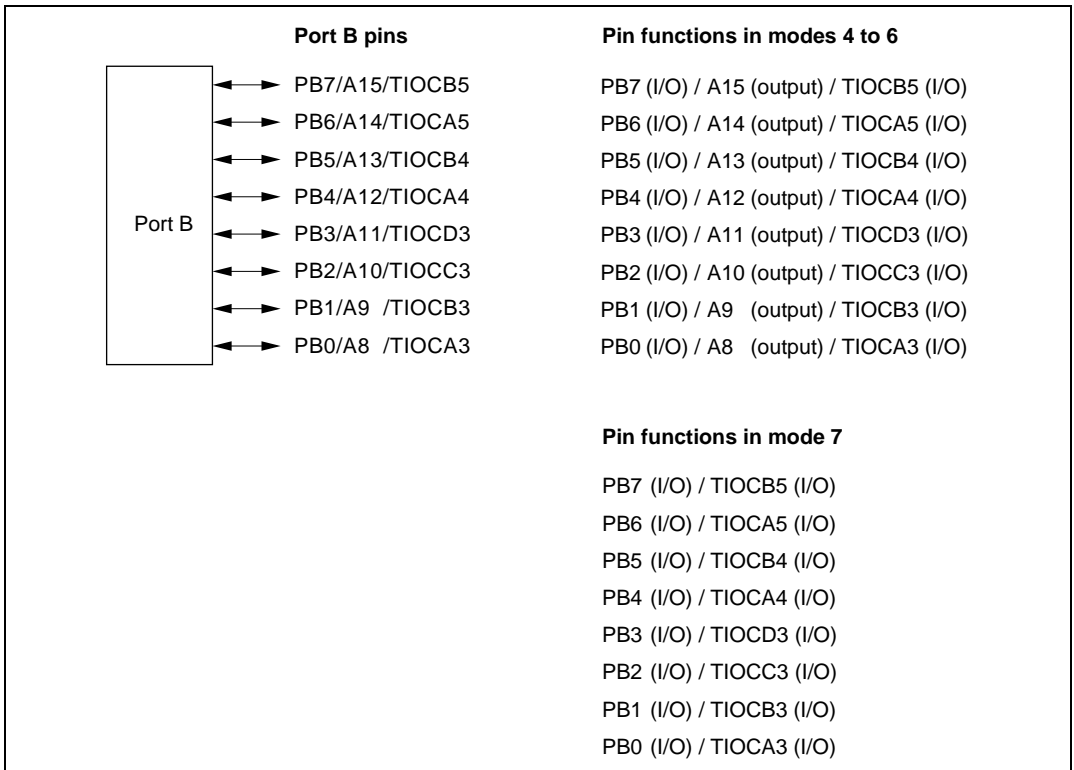 Port B pins
Port B
PB7/A15/TIOCB5
PB6/A14/TIOCA5
PB5/A13/TIOCB4
PB4/A12/TIOCA4
PB3/A11/TIOCD3
PB2/A10/TIOCC3
PB1/A9 /TIOCB3
PB0/A8 /TIOCA3
Pin functions in modes 4 to 6
PB7 (I/O) / A15 (output) / TIOCB5 (I/O)
PB6 (I/O) / A14 (output) / TIOCA5 (I/O)
PB5 (I/O) / A13 (output) / TIOCB4 (I/O)
PB4 (I/O) / A12 (output) / TIOCA4 (I/O)
PB3 (I/O) / A11 (output) / TIOCD3 (I/O)
PB2 (I/O) / A10 (output) / TIOCC3 (I/O)
PB1 (I/O) / A9 (output) / TIOCB3 (I/O)
PB0 (I/O) / A8 (output) / TIOCA3 (I/O)
Pin functions in mode 7
PB7 (I/O) / TIOCB5 (I/O)
PB6 (I/O) / TIOCA5 (I/O)
PB5 (I/O) / TIOCB4 (I/O)
PB4 (I/O) / TIOCA4 (I/O)
PB3 (I/O) / TIOCD3 (I/O)
PB2 (I/O) / TIOCC3 (I/O)
PB1 (I/O) / TIOCB3 (I/O)
PB0 (I/O) / TIOCA3 (I/O)